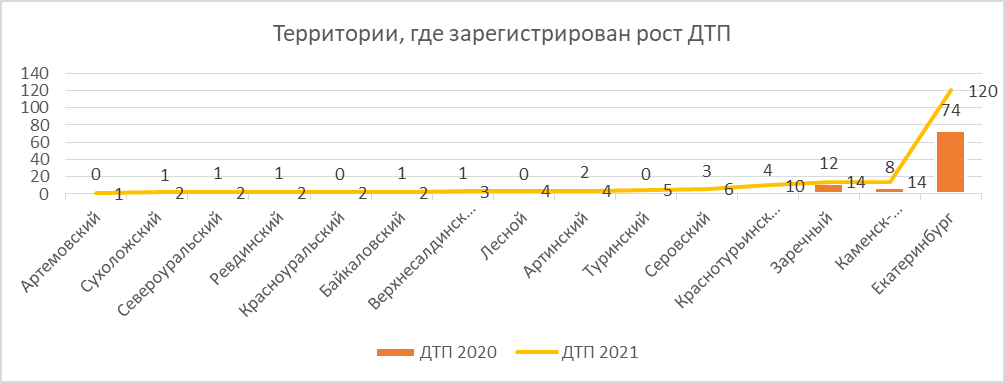 Территории, где зарегистрирован рост ДТП
140
120
100
80
60
40
20
0
0 1 1 1 0 1 1 0 2 0 3 4 12 8 74
1 2 2 2 2 2 3 4 4 5 6 10 14 14 120
Артемовский
Сухоложский
Североуральский
Ревдинский
Красноуральский
Байкаловский
Верхнесалдинск…
Лесной
Артинский
Туринский
Серовский
Краснотурьинск…
Заречный
Каменск-…
Екатеринбург
ДТП 2020 ДТП 2021